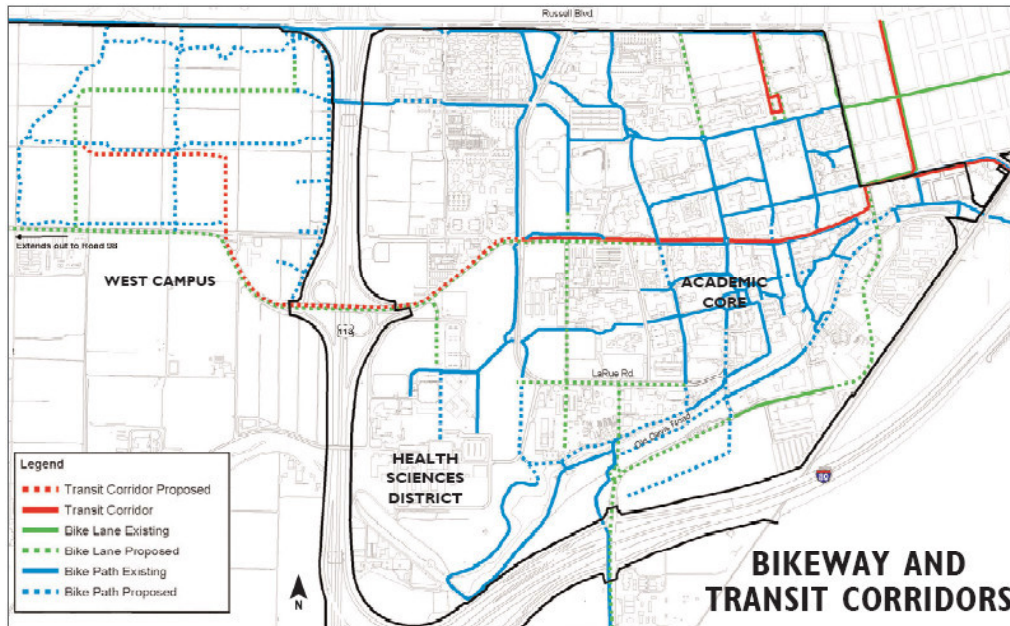 Russell Blvd.
Extends out to Road 98
WEST CAMPUS
ACADEMIC
CORE
113
LaRue Rd.
Old Davis Road
HEALTH
SCIENCES
DISTRICT
80
Legend
Transit Corridor Proposed
Transit Corridor
Bike Lane Existing
Bike Lane Proposed
Bike Path Existing
Bike Path Proposed
N
BIKEWAY AND
TRANSIT CORRIDORS